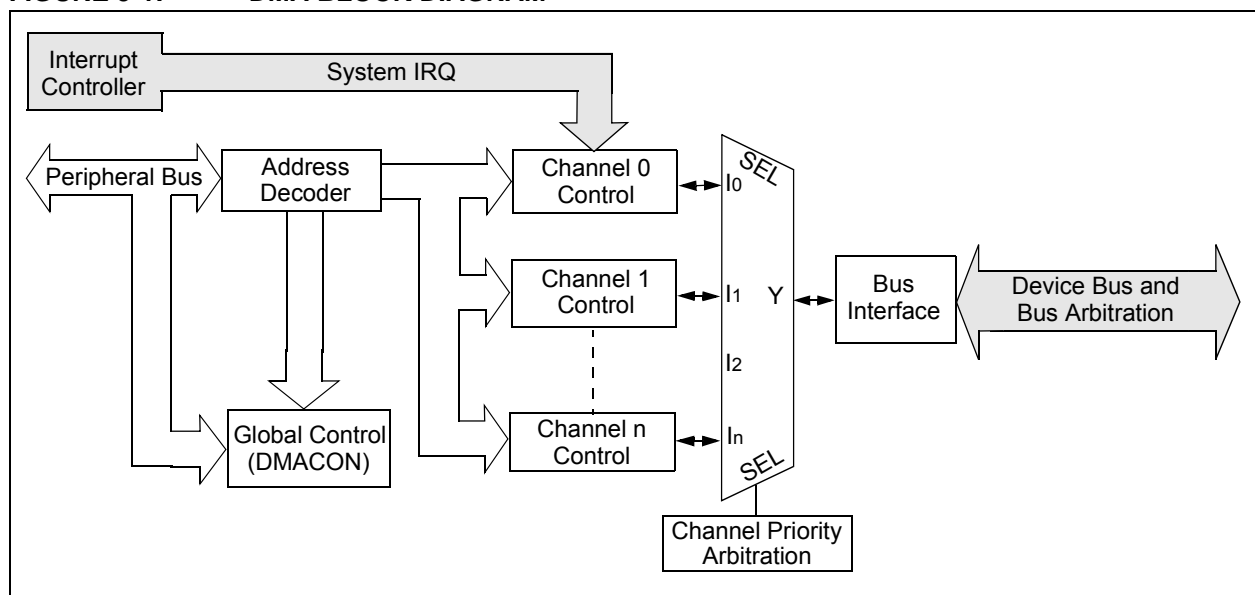 Interrupt
Controller
System IRQ
Peripheral Bus
Address
Decoder
Channel 0
Control
I0
SEL
Channel 1
Control
I1
Y
Bus
Interface
Device Bus and
Bus Arbitration
I2
Global Control
(DMACON)
Channel n
Control
In
SEL
Channel Priority
Arbitration